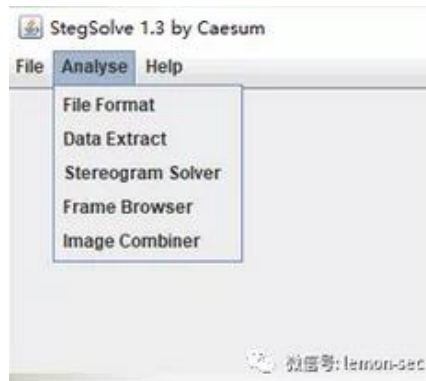 StegSolve 1.3 by Caesum
File Analyse Help
File Format
Data Extract
Stereogram Solver
Frame Browser
Image Combiner
微信号: lemon-sec